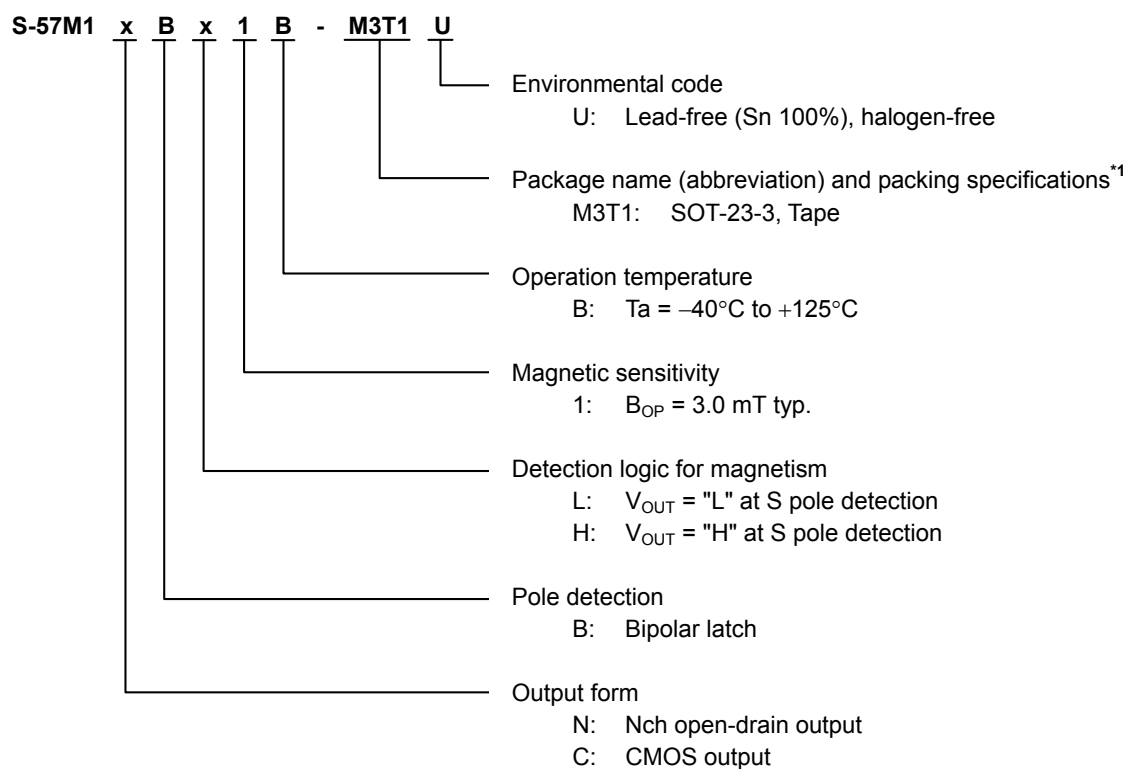 S-57M1 x B x 1 B - M3T1 U
Environmental code
U: Lead-free (Sn 100%), halogen-free
Package name (abbreviation) and packing specifications*1
M3T1: SOT-23-3, Tape
Operation temperature
B: Ta = −40°C to +125°C
Magnetic sensitivity
1: BOP = 3.0 mT typ.
Detection logic for magnetism
L: VOUT = "L" at S pole detection
H: VOUT = "H" at S pole detection
Pole detection
B: Bipolar latch
Output form
N: Nch open-drain output
C: CMOS output